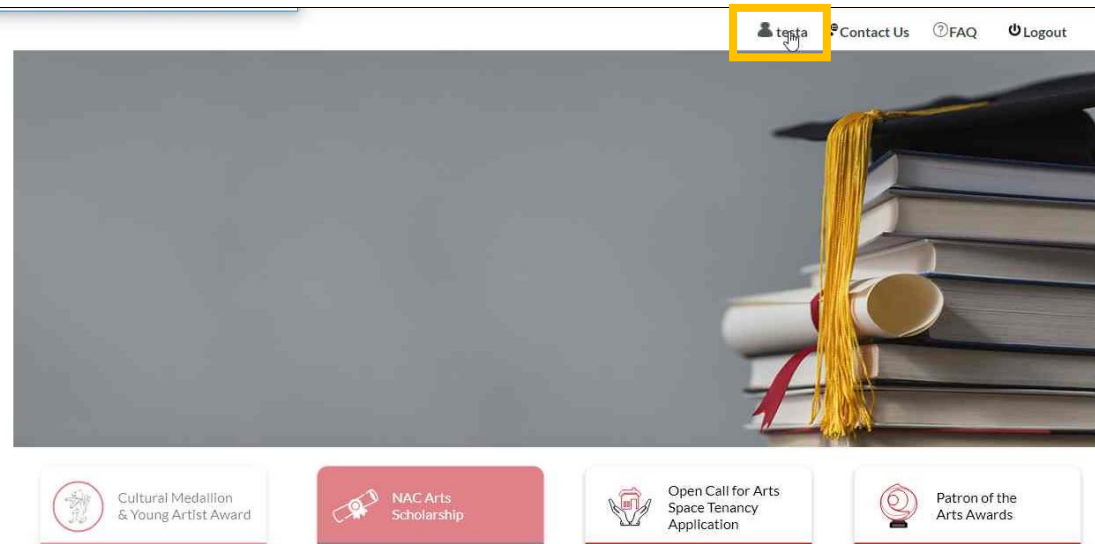 testa Contact Us FAQ Logout
Cultural Medallion
& Young Artist Award
NAC Arts
Scholarship
Open Call for Arts
Space Tenancy
Application
Patron of the
Arts Awards